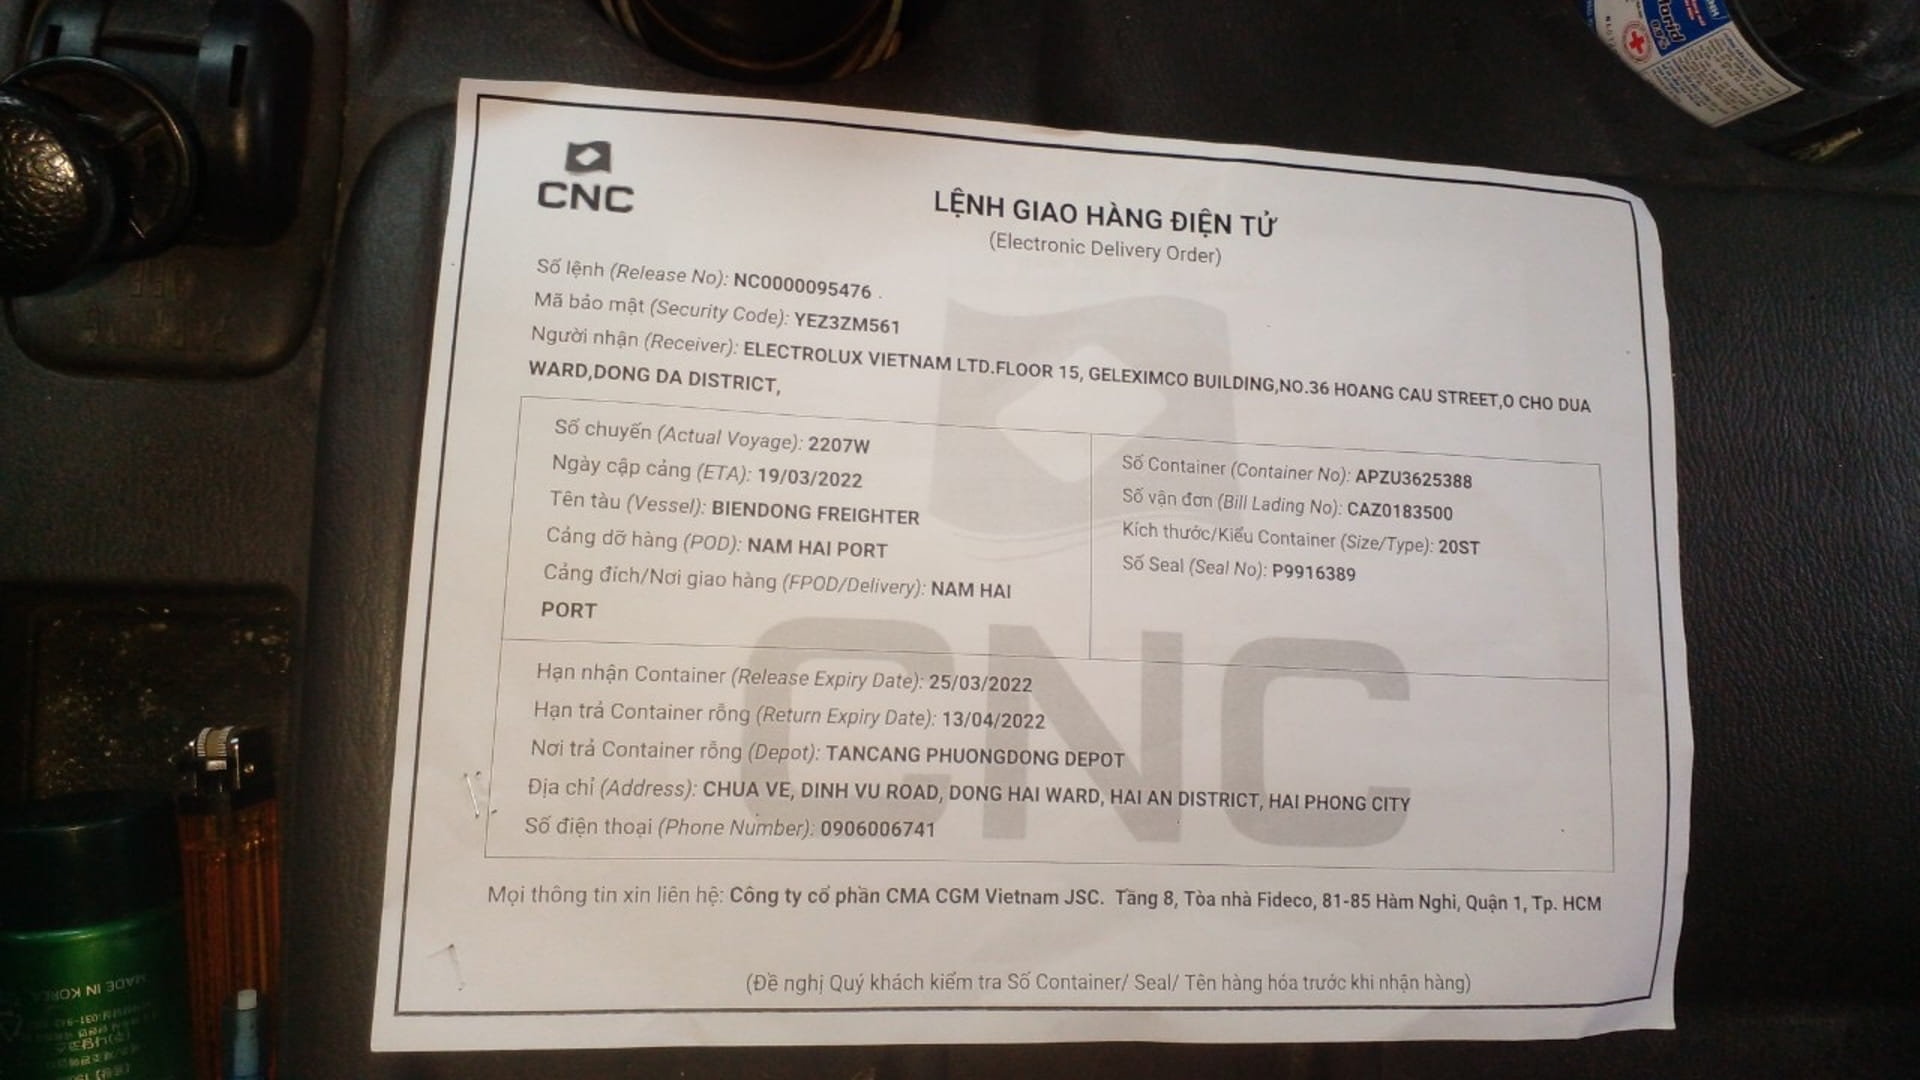 CNC
LỆNH GIAO HÀNG ĐIỆN TỬ
(Electronic Delivery Order)
Số lệnh (Release No): NC0000095476
Mã bảo mật (Security Code): YEZ3ZM561
Người nhận (Receiver): ELECTROLUX VIETNAM LTD.FLOOR 15, GELEXIMCO BUILDING,NO.36 HOANG CAU STREET,O CHO DUA
WARD,DONG DA DISTRICT,
Số chuyến (Actual Voyage): 2207W
Ngày cập cảng (ETA): 19/03/2022
Tên tàu (Vessel): BIENDONG FREIGHTER
Cảng dỡ hàng (POD): NAM HAI PORT
Cảng đích/Nơi giao hàng (FPOD/Delivery): NAM HAI
PORT
Số Container (Container No): APZU3625388
Số vận đơn (Bill Lading No): CAZ0183500
Kích thước/Kiểu Container (Size/Type): 20ST
Số Seal (Seal No): P9916389
Hạn nhận Container (Release Expiry Date): 25/03/2022
Hạn trả Container rỗng (Return Expiry Date): 13/04/2022
Nơi trả Container rỗng (Depot): TANCANG PHUONGDONG DEPOT
Địa chỉ (Address): CHUA VE, DINH VU ROAD, DONG HAI WARD, HAI AN DISTRICT, HAI PHONG CITY
Số điện thoại (Phone Number): 0906006741
CNC
Mọi thông tin xin liên hệ: Công ty cổ phần CMA CGM Vietnam JSC. Tầng 8, Tòa nhà Fideco, 81-85 Hàm Nghi, Quận 1, Tp. HCM
(Đề nghị Quý khách kiểm tra Số Container/ Seal/ Tên hàng hóa trước khi nhận hàng)
MADE IN KOREA